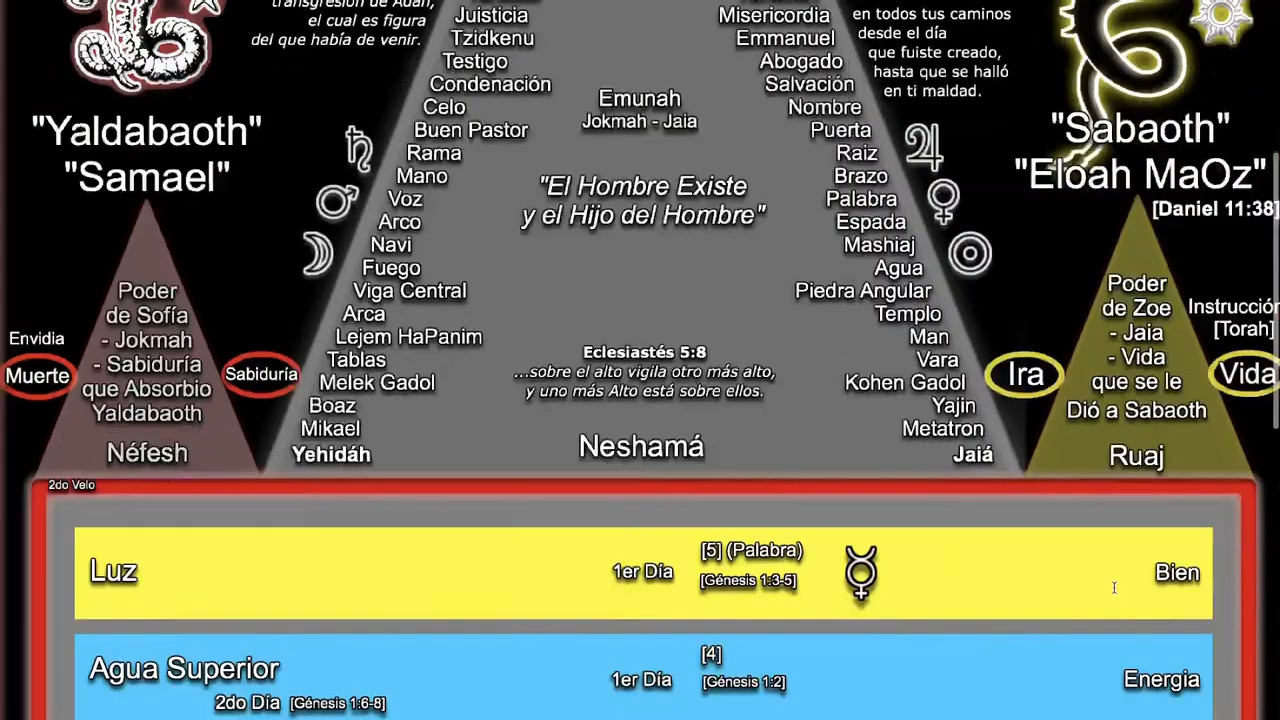 transgresión de Adán,
el cual es figura
del que había de venir.
"Yaldabaoth"
"Samael"
Poder
de Sofía
- Jokmah
- Sabiduría
que Absorbio
Yaldabaoth
Néfesh
Envidia
Muerte
Sabiduría
Juisticia
Tzidkenu
Testigo
Condenación
Celo
Buen Pastor
Rama
Mano
Voz
Arco
Navi
Fuego
Viga Central
Arca
Lejem HaPanim
Tablas
Melek Gadol
Boaz
Mikael
Yehidáh
Emunah
Jokmah - Jaia
"El Hombre Existe
y el Hijo del Hombre"
Eclesiastés 5:8
...sobre el alto vigila otro más alto,
y uno más Alto está sobre ellos.
Neshamá
Misericordia
Emmanuel
Abogado
Salvación
Nombre
Puerta
Raiz
Brazo
Palabra
Espada
Mashiaj
Agua
Piedra Angular
Templo
Man
Vara
Kohen Gadol
Yajin
Metatron
Jaiá
en todos tus caminos
desde el día
que fuiste creado,
hasta que se halló
en ti maldad.
"Sabaoth"
"Eloah MaOz"
[Daniel 11:38]
Poder
de Zoe
- Jaia
- Vida
que se le
Dió a Sabaoth
Ruaj
Instrucción
[Torah]
Ira
Vida
2do Velo
Luz
1er Día
[5] (Palabra)
[Génesis 1:3-5]
Bien
Agua Superior
2do Día [Génesis 1:6-8]
1er Día
[4]
[Génesis 1:2]
Energia